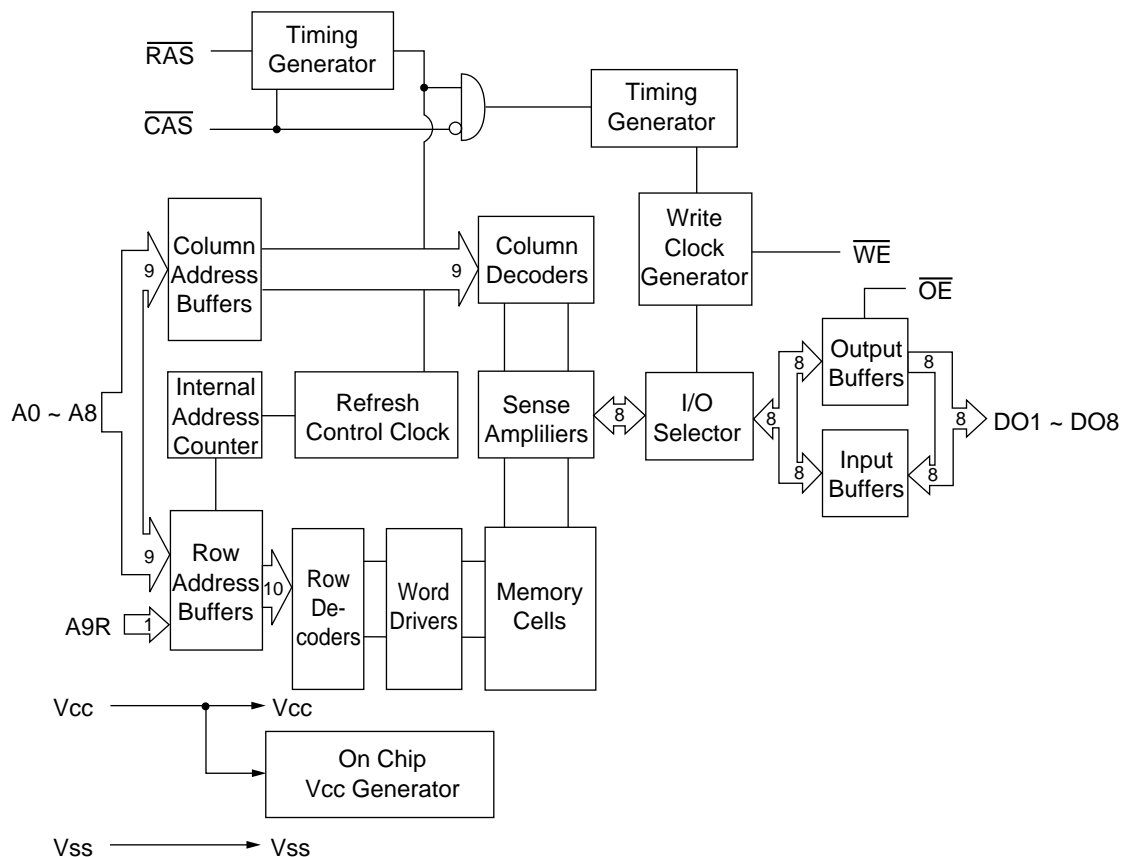 RAS
Timing
Generator
CAS
Timing
Generator
Column
Address
Buffers
9
9
Column
Decoders
Write
Clock
Generator
WE
OE
A0 ~ A8
Internal
Address
Counter
Refresh
Control Clock
Sense
Ampliliers
8
I/O
Selector
8
8
8
Output
Buffers
8
Input
Buffers
8
8
DO1 ~ DO8
9
A9R
1
Row
Address
Buffers
10
Row
De-
coders
Word
Drivers
Memory
Cells
Vcc
Vcc
On Chip
Vcc Generator
Vss
Vss